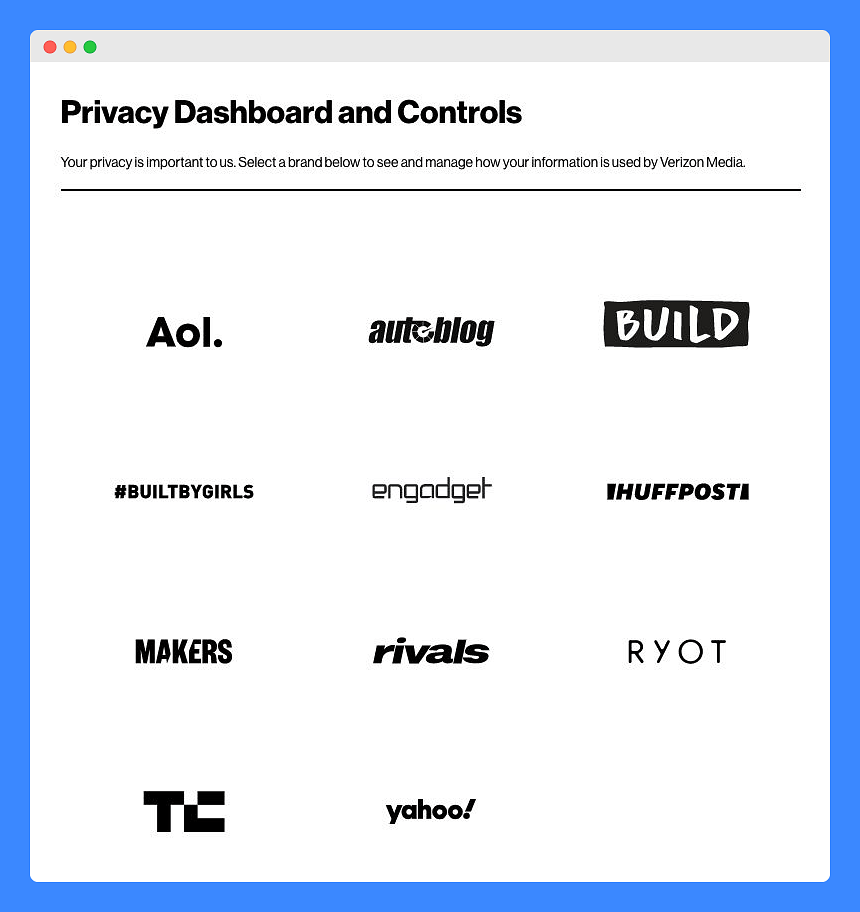 Privacy Dashboard and Controls
Your privacy is important to us. Select a brand below to see and manage how your information is used by Verizon Media.
Aol.
autoblog
BUILD
#BUILTBYGIRLS
engadget
HUFFPOST
MAKERS
rivals
RYOT
TC
yahoo!